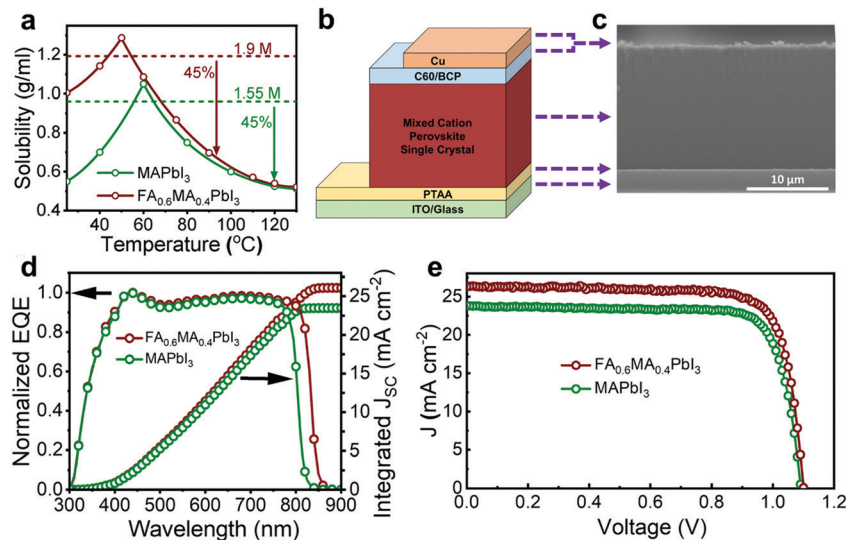 a
Solubility (g/ml)
1.2
1.0
0.8
0.6
0.4
1.9 M
45%
1.55 M
45%
MAPbI3
FA0.6MA0.4PbI3
40 60 80 100 120
Temperature (°C)
b
Cu
C60/BCP
Mixed Cation
Perovskite
Single Crystal
PTAA
ITO/Glass
c
10 µm
d
Normalized EQE
1.0
0.8
0.6
0.4
0.2
0.0
FA0.6MA0.4PbI3
MAPbI3
300 400 500 600 700 800 900
Wavelength (nm)
25
20
15
10
5
0
Integrated JSC (mA cm-2)
e
J (mA cm-2)
25
20
15
10
5
0
FA0.6MA0.4PbI3
MAPbI3
0.0 0.2 0.4 0.6 0.8 1.0 1.2
Voltage (V)